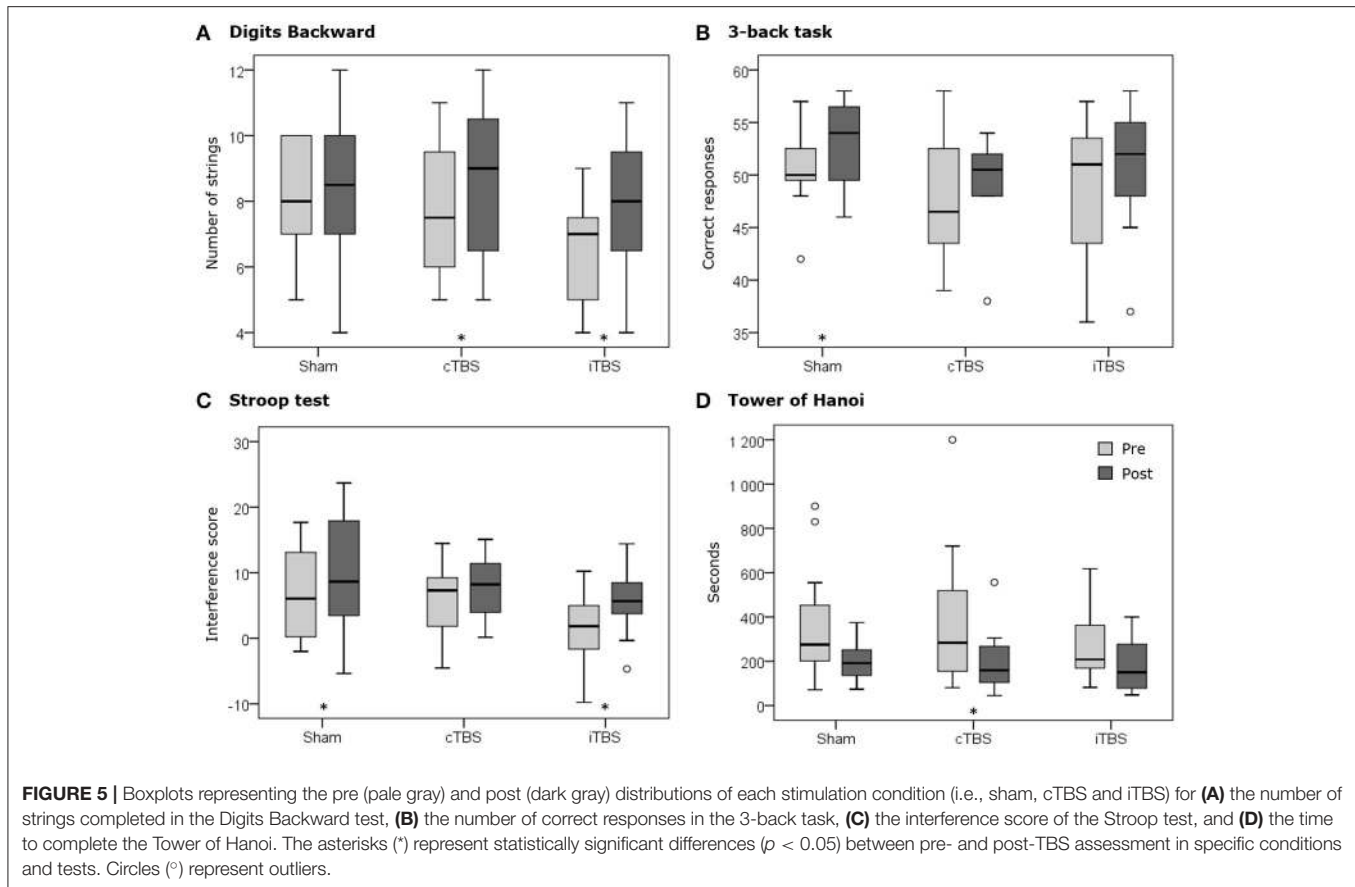 A Digits Backward
12
10
8
6
4
Number of strings
* *
Sham cTBS iTBS
B 3-back task
60
55
50
45
40
35
Correct responses
*
Sham cTBS iTBS
C Stroop test
30
20
10
0
-10
Interference score
* *
Sham cTBS iTBS
D Tower of Hanoi
1 200
1 000
800
600
400
200
0
Seconds
Pre
Post
*
Sham cTBS iTBS
FIGURE 5 | Boxplots representing the pre (pale gray) and post (dark gray) distributions of each stimulation condition (i.e., sham, cTBS and iTBS) for (A) the number of
strings completed in the Digits Backward test, (B) the number of correct responses in the 3-back task, (C) the interference score of the Stroop test, and (D) the time
to complete the Tower of Hanoi. The asterisks (*) represent statistically significant differences (p < 0.05) between pre- and post-TBS assessment in specific conditions
and tests. Circles (○) represent outliers.